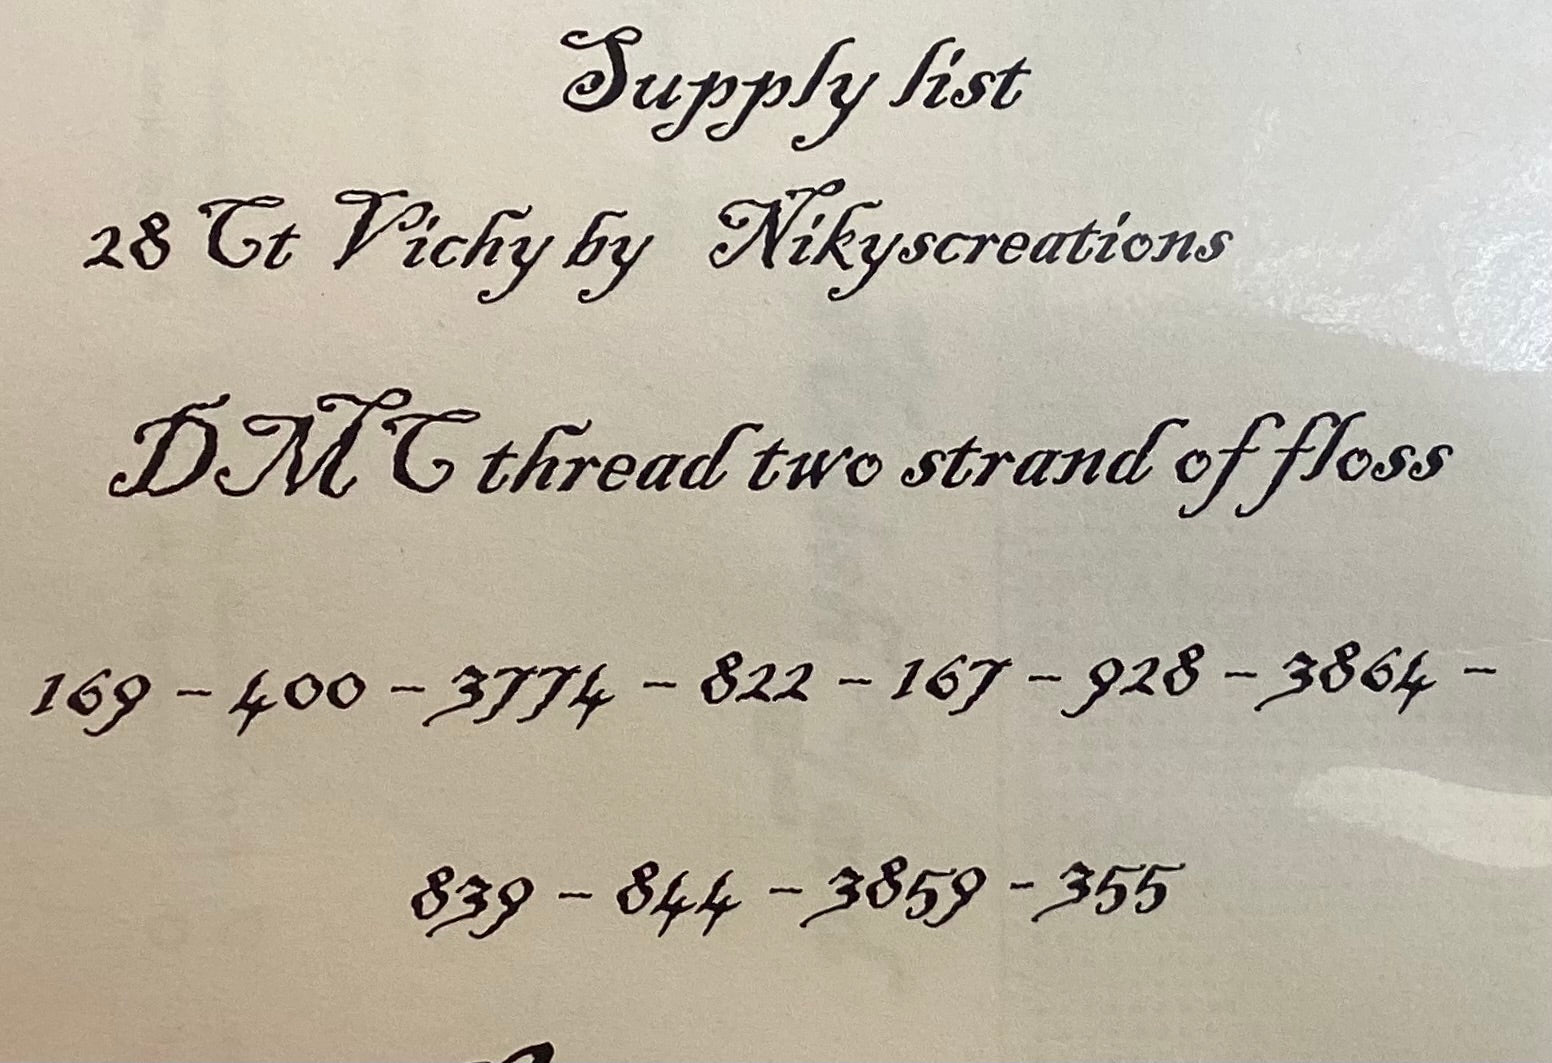 Supply list
28 Ct Vichy by Nikyscreations
DMC thread two strand of floss
169 - 400 - 3774 - 822 - 167 - 928 - 3864 -
839 - 844 - 3859 - 355